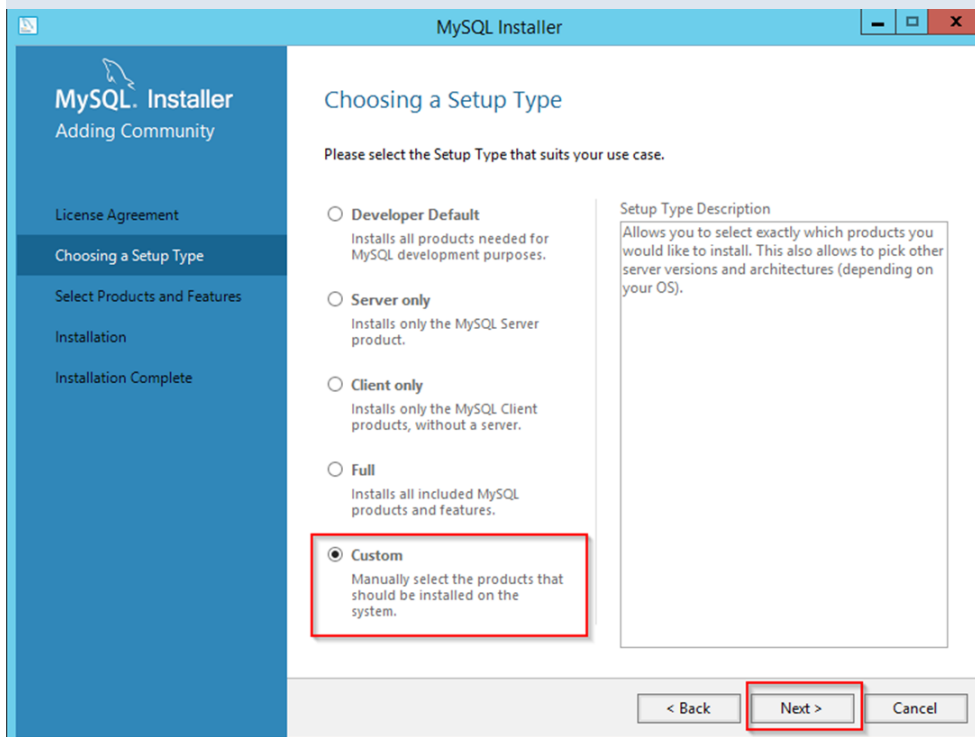 MySQL Installer
MySQL. Installer
Adding Community
License Agreement
Choosing a Setup Type
Select Products and Features
Installation
Installation Complete
Choosing a Setup Type
Please select the Setup Type that suits your use case.
Developer Default
Installs all products needed for
MySQL development purposes.
Server only
Installs only the MySQL Server
product.
Client only
Installs only the MySQL Client
products, without a server.
Full
Installs all included MySQL
products and features.
Custom
Manually select the products that
should be installed on the
system.
Setup Type Description
Allows you to select exactly which products you
would like to install. This also allows to pick other
server versions and architectures (depending on
your OS).
< Back
Next >
Cancel